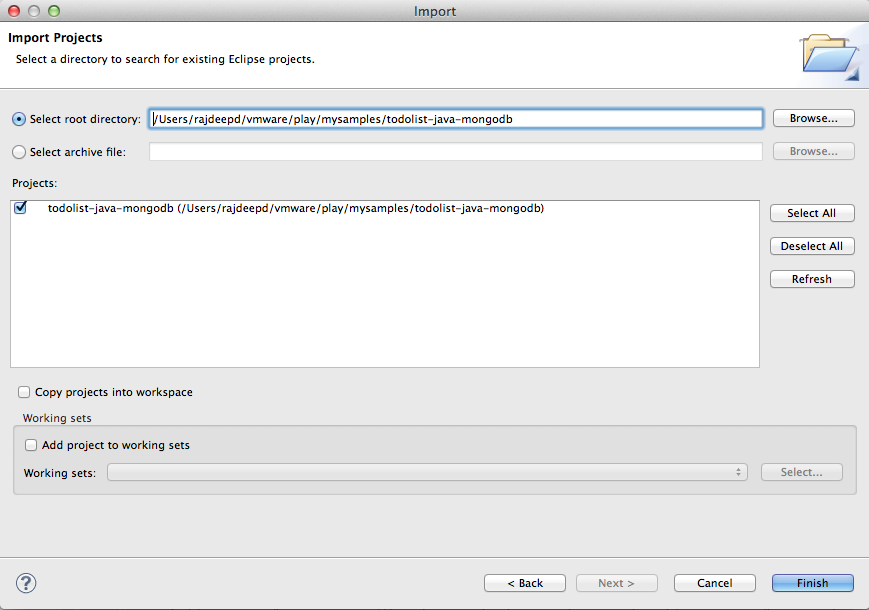 Import
Import Projects
Select a directory to search for existing Eclipse projects.
Select root directory: /Users/rajdeepd/vmware/play/mysamples/todolist-java-mongodb Browse...
Select archive file: Browse...
Projects:
todolist-java-mongodb (/Users/rajdeepd/vmware/play/mysamples/todolist-java-mongodb)
Select All
Deselect All
Refresh
Copy projects into workspace
Working sets
Add project to working sets
Working sets: Select...
? < Back Next > Cancel Finish